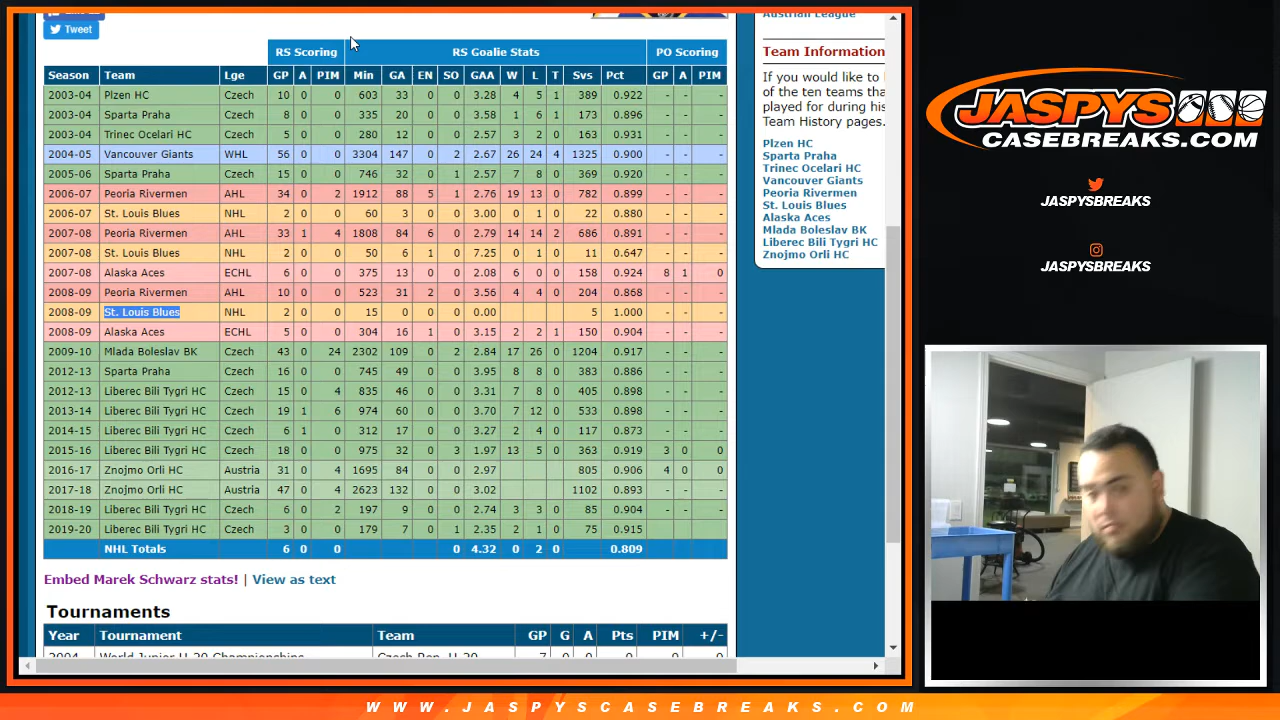 Tweet
Austrian League
RS Scoring RS Goalie Stats PO Scoring
Season Team Lge GP A PIM Min GA EN SO GAA W L T Svs Pct GP A PIM
2003-04 Plzen HC Czech 10 0 0 603 33 0 0 3.28 4 5 1 389 0.922 - - -
2003-04 Sparta Praha Czech 8 0 0 335 20 0 0 3.58 1 6 1 173 0.896 - - -
2003-04 Trinec Ocelari HC Czech 5 0 0 280 12 0 0 2.57 3 2 0 163 0.931 - - -
2004-05 Vancouver Giants WHL 56 0 0 3304 147 0 2 2.67 26 24 4 1325 0.900 - - -
2005-06 Sparta Praha Czech 15 0 0 746 32 0 1 2.57 7 8 0 369 0.920 - - -
2006-07 Peoria Rivermen AHL 34 0 2 1912 88 5 1 2.76 19 13 0 782 0.899 - - -
2006-07 St. Louis Blues NHL 2 0 0 60 3 0 0 3.00 0 1 0 22 0.880 - - -
2007-08 Peoria Rivermen AHL 33 1 4 1808 84 6 0 2.79 14 14 2 686 0.891 - - -
2007-08 St. Louis Blues NHL 2 0 0 50 6 1 0 7.25 0 1 0 11 0.647 - - -
2007-08 Alaska Aces ECHL 6 0 0 375 13 0 0 2.08 6 0 0 158 0.924 8 1 -
2008-09 Peoria Rivermen AHL 10 0 0 523 31 2 0 3.56 4 4 0 204 0.868 - - -
2008-09 St. Louis Blues NHL 2 0 0 15 0 0 0 0.00 5 1.000 - - -
2008-09 Alaska Aces ECHL 5 0 0 304 16 1 0 3.15 2 2 1 150 0.904 - - -
2009-10 Mlada Boleslav BK Czech 43 0 24 2302 109 0 2 2.84 17 26 0 1204 0.917 - - -
2012-13 Sparta Praha Czech 16 0 0 745 49 0 0 3.95 8 8 0 383 0.886 - - -
2012-13 Liberec Bili Tygri HC Czech 15 0 4 835 46 0 0 3.31 7 8 0 405 0.898 - - -
2013-14 Liberec Bili Tygri HC Czech 19 1 6 974 60 0 0 3.70 7 12 0 533 0.898 - - -
2014-15 Liberec Bili Tygri HC Czech 6 1 0 312 17 0 0 3.27 2 4 0 117 0.873 - - -
2015-16 Liberec Bili Tygri HC Czech 18 0 0 975 32 0 3 1.97 13 5 0 363 0.919 3 0 0
2016-17 Znojmo Orli HC Austria 31 0 4 1695 84 0 0 2.97 805 0.906 4 0 0
2017-18 Znojmo Orli HC Austria 47 0 4 2623 132 0 0 3.02 1102 0.893 - - -
2018-19 Liberec Bili Tygri HC Czech 6 0 2 197 9 0 0 2.74 3 3 0 85 0.904 - - -
2019-20 Liberec Bili Tygri HC Czech 3 0 0 179 7 0 1 2.35 2 1 0 75 0.915 - - -
NHL Totals 6 0 0 0 4.32 0 2 0 0.809
Embed Marek Schwarz stats! | View as text
Tournaments
Year Tournament Team GP G A Pts PIM +/-
2004 World Junior U-20 Championships Czech Rep. U-20 7 0 0 0 0 0
Team Information
If you would like to
of the ten teams tha
played for during his
Team History pages.
Plzen HC
Sparta Praha
Trinec Ocelari HC
Vancouver Giants
Peoria Rivermen
St. Louis Blues
Alaska Aces
Mlada Boleslav BK
Liberec Bili Tygri HC
Znojmo Orli HC
JASPYS
CASEBREAKS.COM
JASPYSBREAKS
JASPYSBREAKS
WWW.JASPYSCASEBREAKS.COM